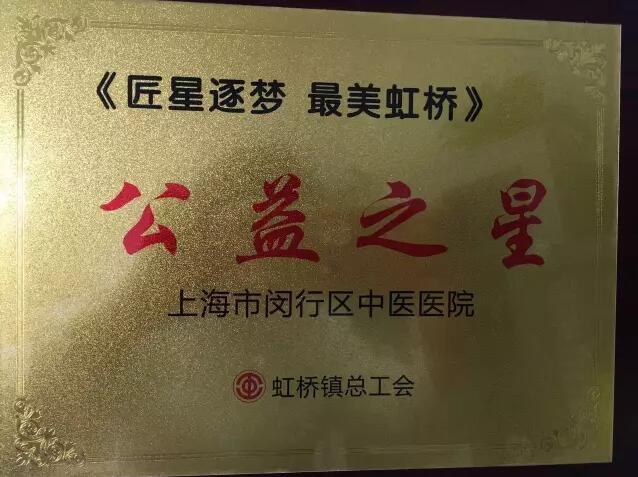 《匠星逐梦 最美虹桥》
公益之星
上海市闵行区中医医院
虹桥镇总工会